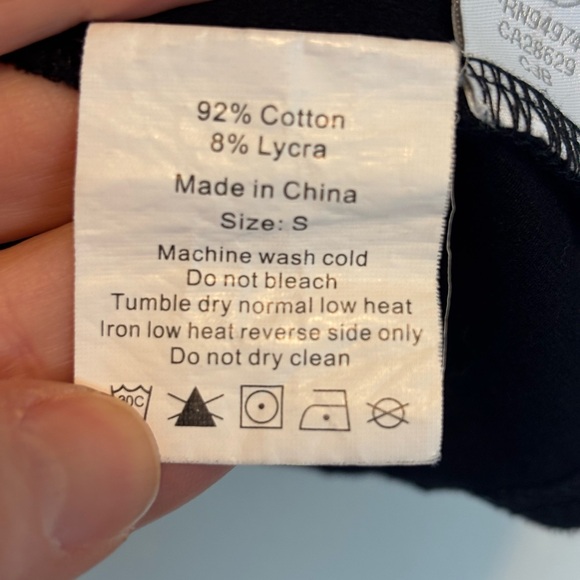 92% Cotton
8% Lycra
Made in China
Size: S
Machine wash cold
Do not bleach
Tumble dry normal low heat
Iron low heat reverse side only
Do not dry clean
30C
RN9497
CA28629